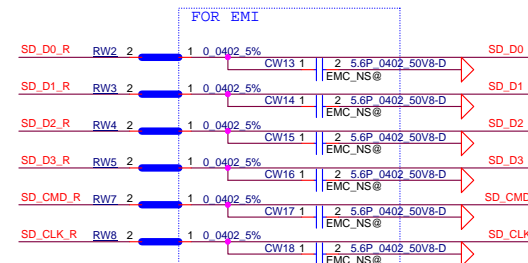 FOR EMI
SD_D0_R RW2 2 1 0_0402_5% SD_D0
CW13 1 2 5.6P_0402_50V8-D
EMC_NS@
SD_D1_R RW3 2 1 0_0402_5% SD_D1
CW14 1 2 5.6P_0402_50V8-D
EMC_NS@
SD_D2_R RW4 2 1 0_0402_5% SD_D2
CW15 1 2 5.6P_0402_50V8-D
EMC_NS@
SD_D3_R RW5 2 1 0_0402_5% SD_D3
CW16 1 2 5.6P_0402_50V8-D
EMC_NS@
SD_CMD_R RW7 2 1 0_0402_5% SD_CMD
CW17 1 2 5.6P_0402_50V8-D
EMC_NS@
SD_CLK_R RW8 2 1 0_0402_5% SD_CLK
CW18 1 2 5.6P_0402_50V8-D
EMC_NS@